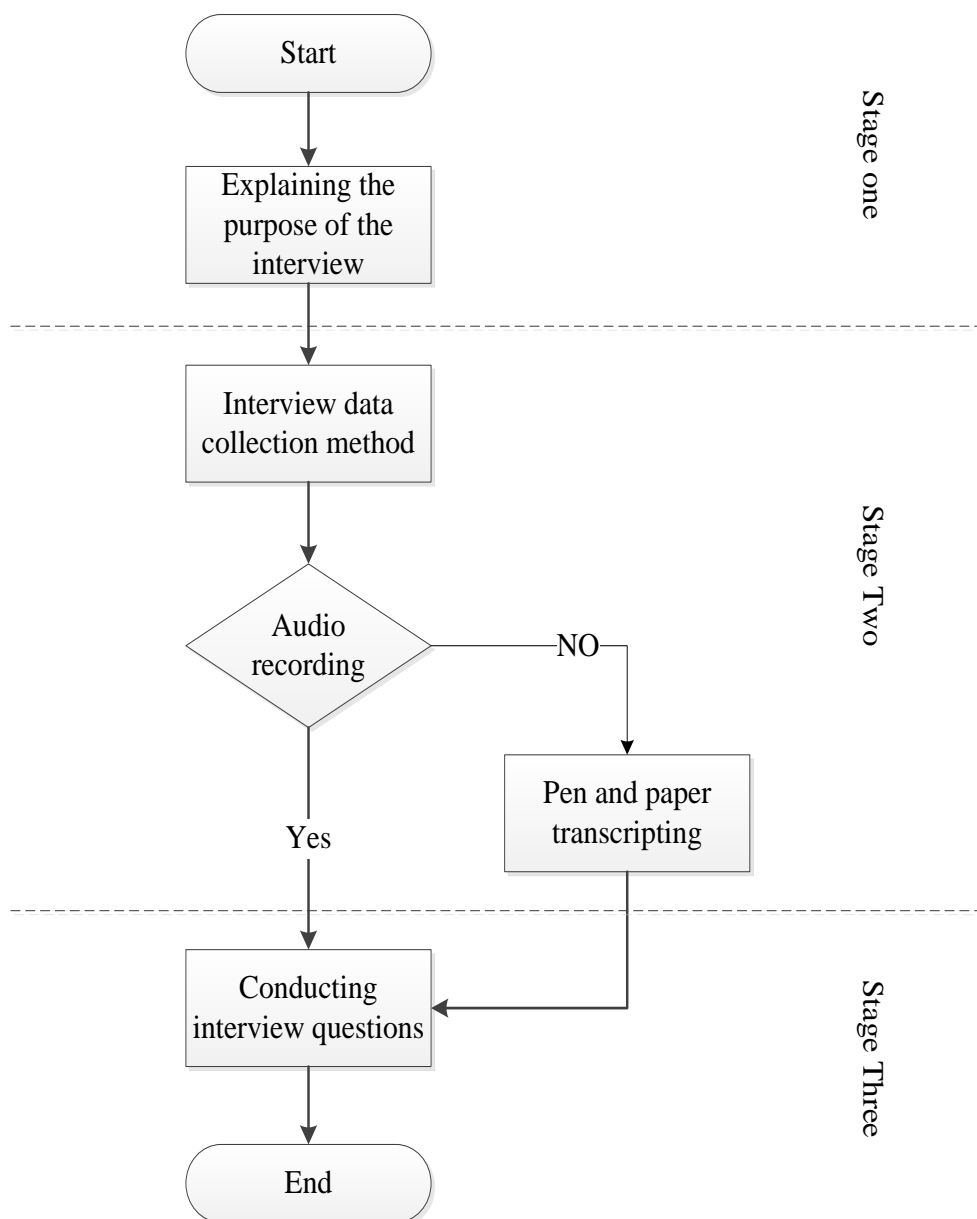 Start
Stage one
Explaining the
purpose of the
interview
Interview data
collection method
Stage Two
Audio
recording
NO
Pen and paper
transcripting
Yes
Conducting
interview questions
Stage Three
End